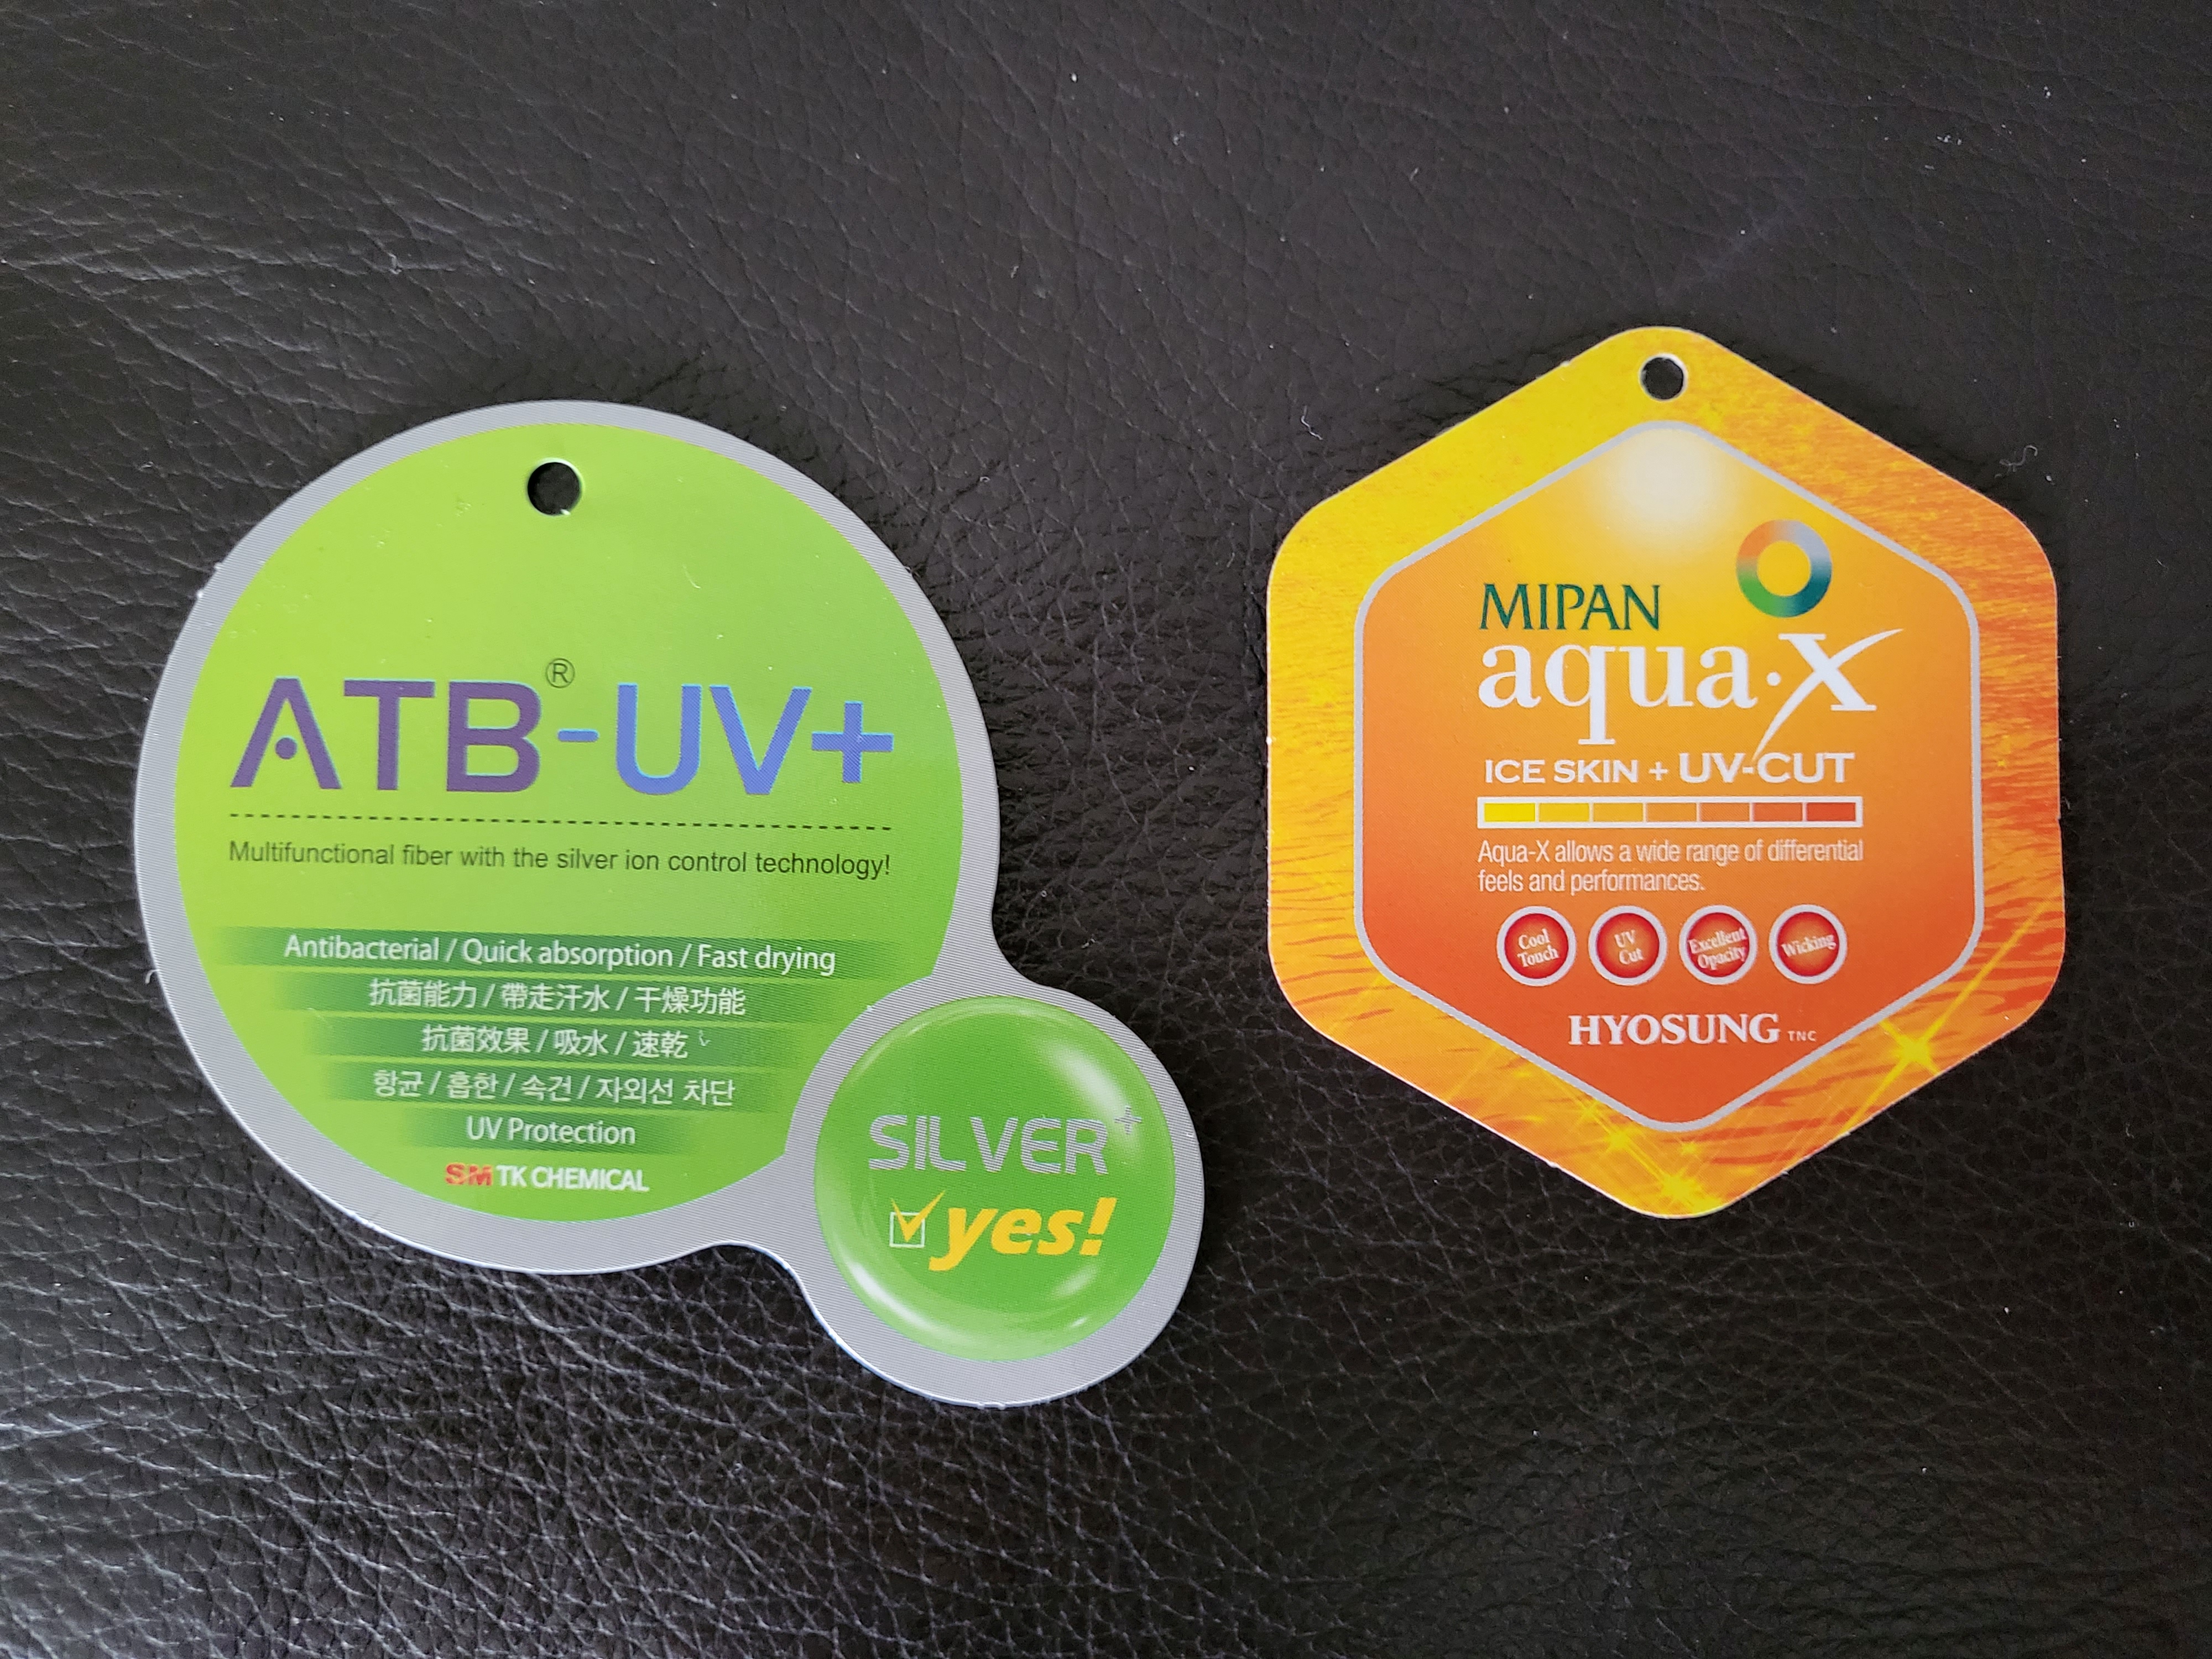 ATB®-UV+
Multifunctional fiber with the silver ion control technology!
Antibacterial / Quick absorption / Fast drying
抗菌能力 / 帶走汗水 / 干燥功能
抗菌效果 / 吸水 / 速乾
항균 / 흡한 / 속건 / 자외선 차단
UV Protection
SM TK CHEMICAL
SILVER+
yes!
MIPAN
aqua·X
ICE SKIN + UV-CUT
Aqua-X allows a wide range of differential
feels and performances.
Cool
Touch
UV
Cut
Excellent
Opacity
Wicking
HYOSUNG TNC